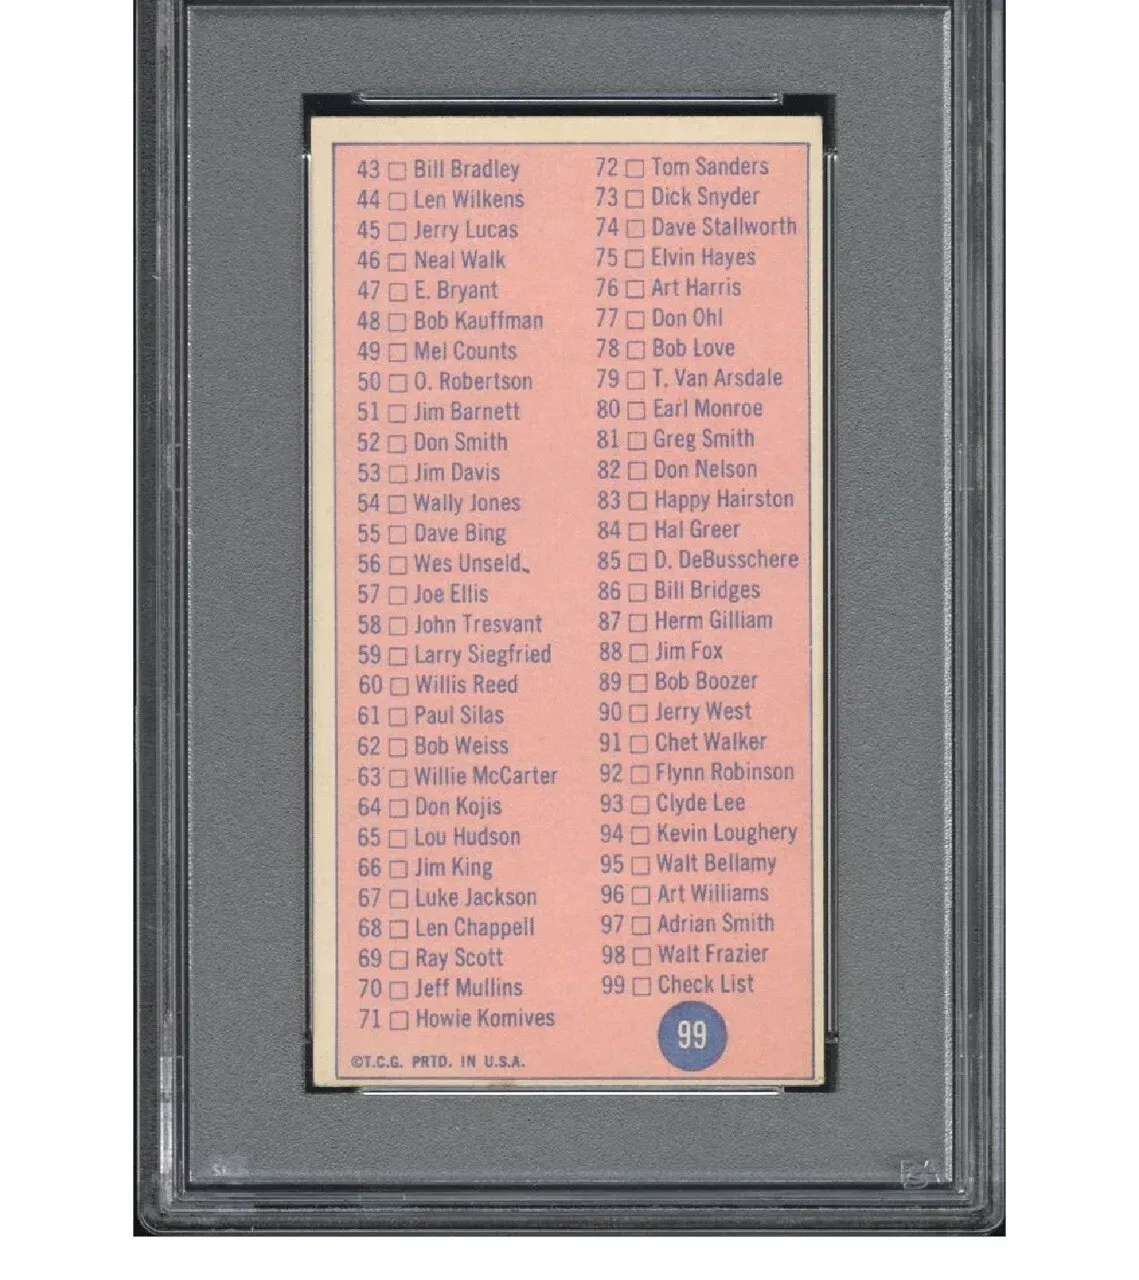 43 Bill Bradley
44 Len Wilkens
45 Jerry Lucas
46 Neal Walk
47 E. Bryant
48 Bob Kauffman
49 Mel Counts
50 O. Robertson
51 Jim Barnett
52 Don Smith
53 Jim Davis
54 Wally Jones
55 Dave Bing
56 Wes Unseld
57 Joe Ellis
58 John Tresvant
59 Larry Siegfried
60 Willis Reed
61 Paul Silas
62 Bob Weiss
63 Willie McCarter
64 Don Kojis
65 Lou Hudson
66 Jim King
67 Luke Jackson
68 Len Chappell
69 Ray Scott
70 Jeff Mullins
71 Howie Komives
72 Tom Sanders
73 Dick Snyder
74 Dave Stallworth
75 Elvin Hayes
76 Art Harris
77 Don Ohl
78 Bob Love
79 T. Van Arsdale
80 Earl Monroe
81 Greg Smith
82 Don Nelson
83 Happy Hairston
84 Hal Greer
85 D. DeBusschere
86 Bill Bridges
87 Herm Gilliam
88 Jim Fox
89 Bob Boozer
90 Jerry West
91 Chet Walker
92 Flynn Robinson
93 Clyde Lee
94 Kevin Loughery
95 Walt Bellamy
96 Art Williams
97 Adrian Smith
98 Walt Frazier
99 Check List
99
©T.C.G. PRTD. IN U.S.A.